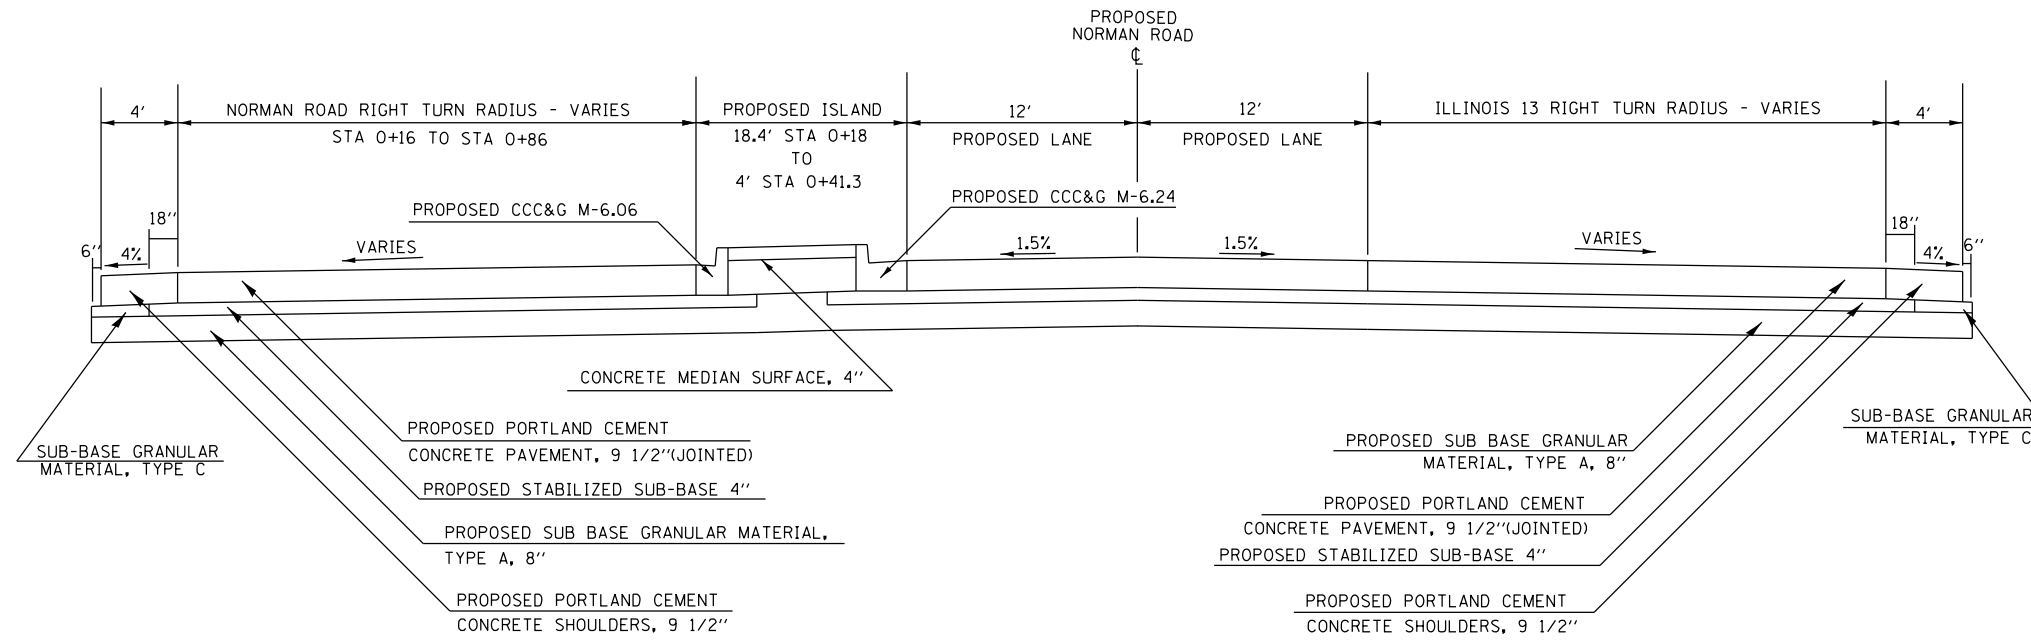 PROPOSED
NORMAN ROAD
℄
4'
NORMAN ROAD RIGHT TURN RADIUS - VARIES
STA 0+16 TO STA 0+86
PROPOSED ISLAND
18.4' STA 0+18
TO
4' STA 0+41.3
12'
PROPOSED LANE
12'
PROPOSED LANE
ILLINOIS 13 RIGHT TURN RADIUS - VARIES
4'
PROPOSED CCC&G M-6.06
PROPOSED CCC&G M-6.24
6''
4%
18''
VARIES
1.5%
1.5%
VARIES
18''
4%
6''
CONCRETE MEDIAN SURFACE, 4''
SUB-BASE GRANULAR
MATERIAL, TYPE C
PROPOSED PORTLAND CEMENT
CONCRETE PAVEMENT, 9 1/2''(JOINTED)
PROPOSED STABILIZED SUB-BASE 4''
PROPOSED SUB BASE GRANULAR MATERIAL,
TYPE A, 8''
PROPOSED PORTLAND CEMENT
CONCRETE SHOULDERS, 9 1/2''
SUB-BASE GRANULAR
MATERIAL, TYPE C
PROPOSED SUB BASE GRANULAR
MATERIAL, TYPE A, 8''
PROPOSED PORTLAND CEMENT
CONCRETE PAVEMENT, 9 1/2''(JOINTED)
PROPOSED STABILIZED SUB-BASE 4''
PROPOSED PORTLAND CEMENT
CONCRETE SHOULDERS, 9 1/2''